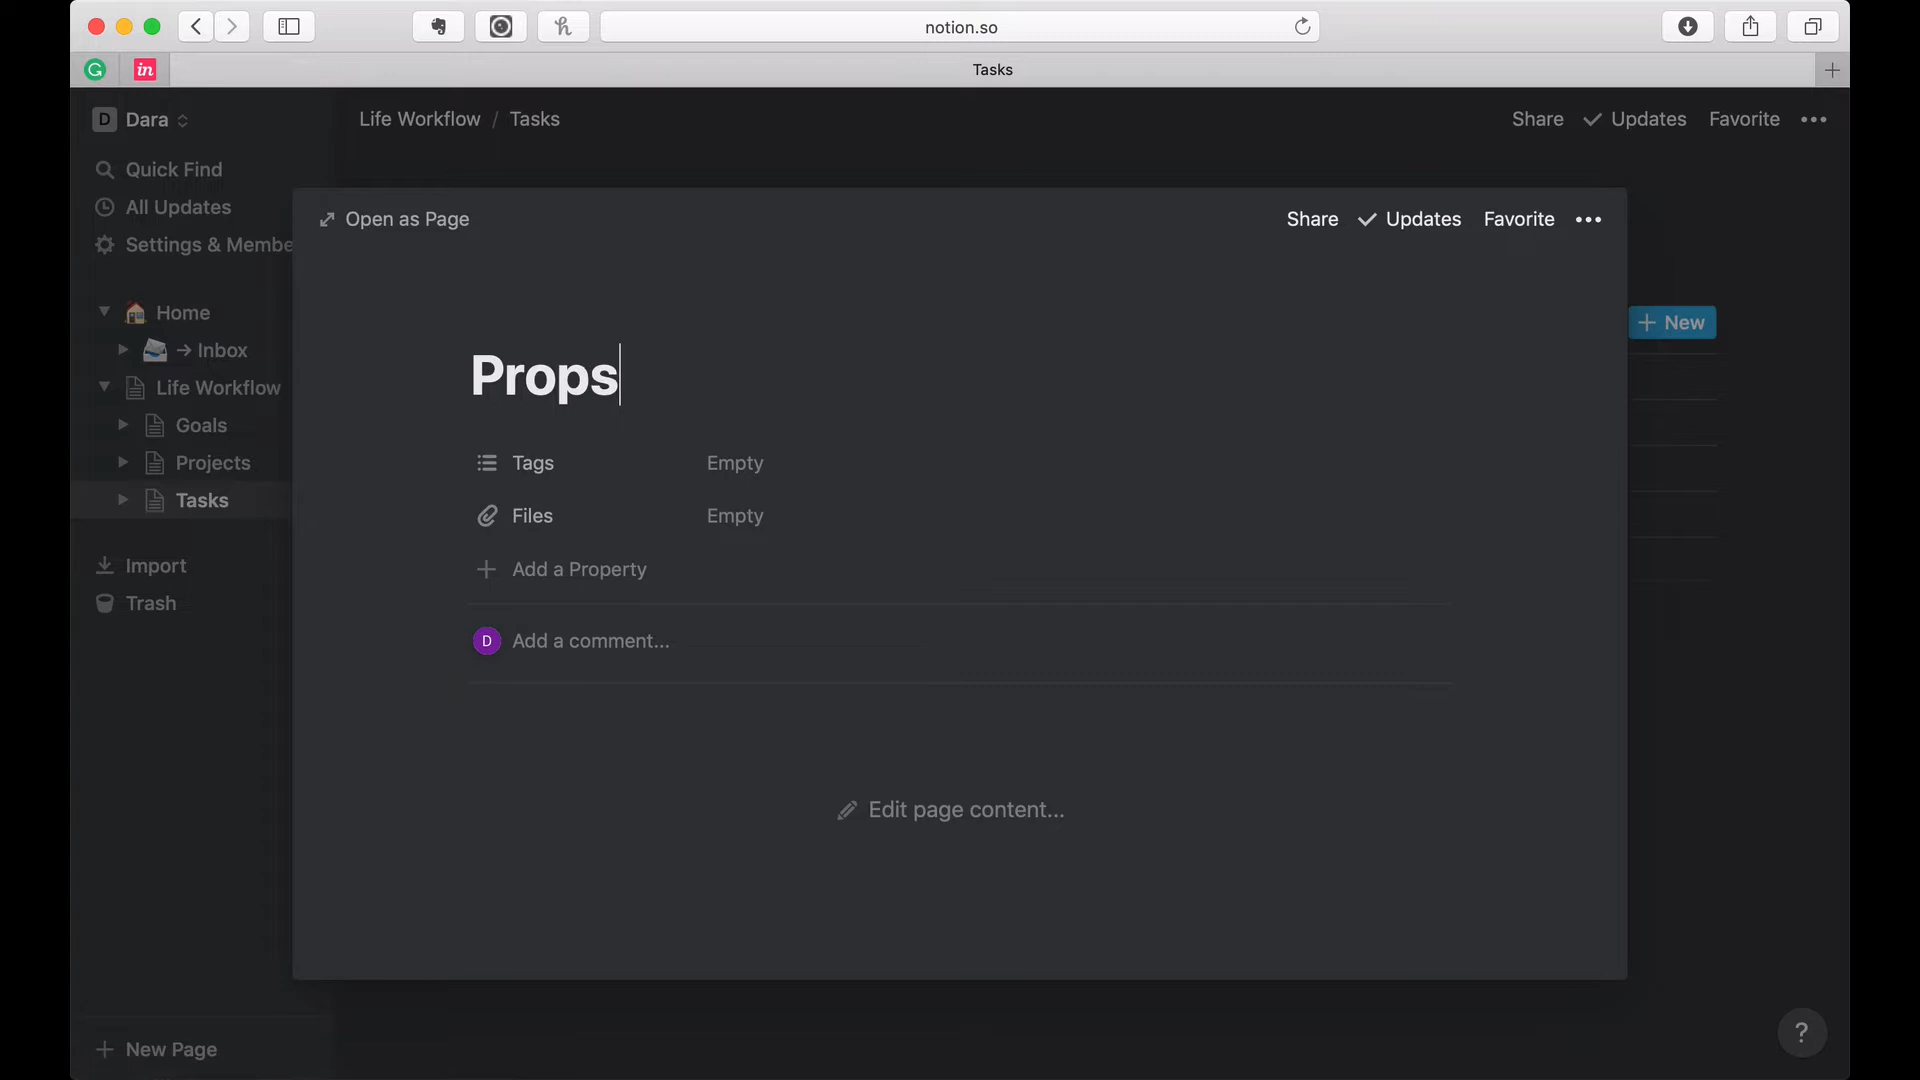 notion.so
G
in
Tasks
D Dara
Life Workflow / Tasks
Share Updates Favorite
Quick Find
All Updates
Settings & Membe
Open as Page
Share Updates Favorite
Home
→ Inbox
Life Workflow
Goals
Projects
Tasks
Import
Trash
New Page
+ New
Props
Tags Empty
Files Empty
Add a Property
D Add a comment...
Edit page content...
?